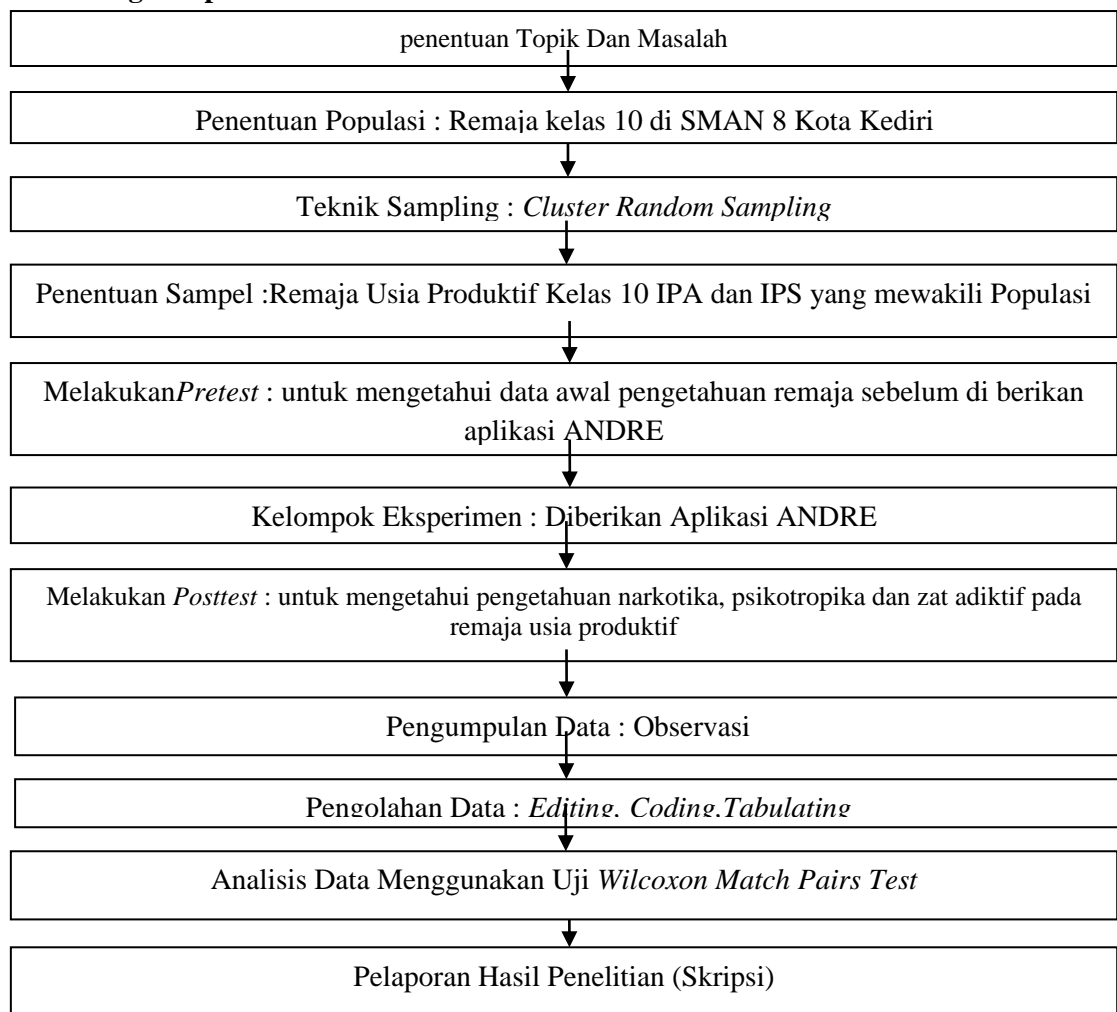 penentuan Topik Dan Masalah
Penentuan Populasi : Remaja kelas 10 di SMAN 8 Kota Kediri
Teknik Sampling : Cluster Random Sampling
Penentuan Sampel :Remaja Usia Produktif Kelas 10 IPA dan IPS yang mewakili Populasi
MelakukanPretest : untuk mengetahui data awal pengetahuan remaja sebelum di berikan
aplikasi ANDRE
Kelompok Eksperimen : Diberikan Aplikasi ANDRE
Melakukan Posttest : untuk mengetahui pengetahuan narkotika, psikotropika dan zat adiktif pada
remaja usia produktif
Pengumpulan Data : Observasi
Pengolahan Data : Editing, Coding,Tabulating
Analisis Data Menggunakan Uji Wilcoxon Match Pairs Test
Pelaporan Hasil Penelitian (Skripsi)